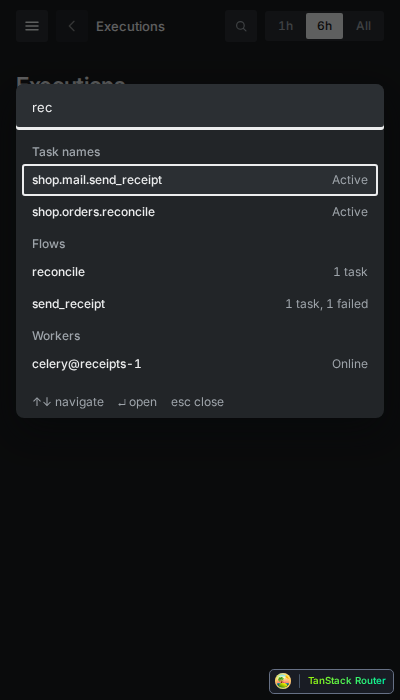 Executions
1h 6h All
Executions
rec
Task names
shop.mail.send_receipt Active
shop.orders.reconcile Active
Flows
reconcile 1 task
send_receipt 1 task, 1 failed
Workers
celery@receipts-1 Online
↑↓ navigate ↵ open esc close
TanStack Router